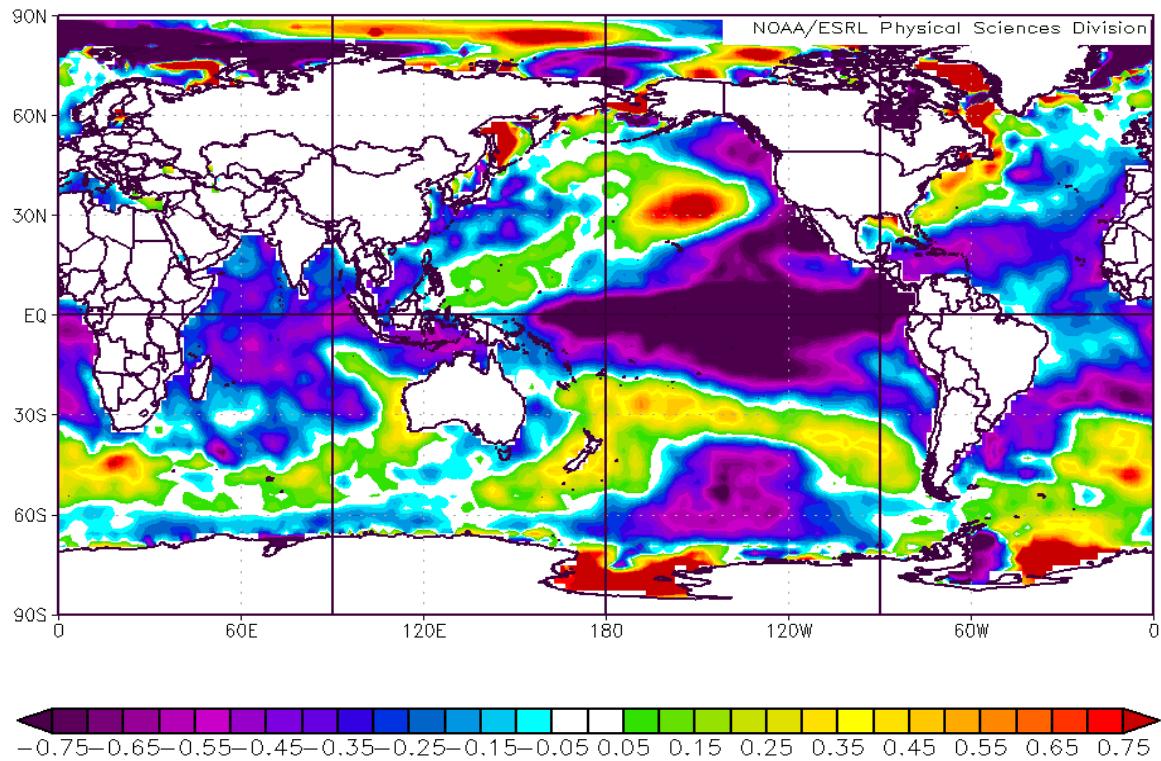 NOAA/ESRL Physical Sciences Division
90N
60N
30N
EQ
30S
60S
90S
0 60E 120E 180 120W 60W 0
-0.75 -0.65 -0.55 -0.45 -0.35 -0.25 -0.15 -0.05 0.05 0.15 0.25 0.35 0.45 0.55 0.65 0.75